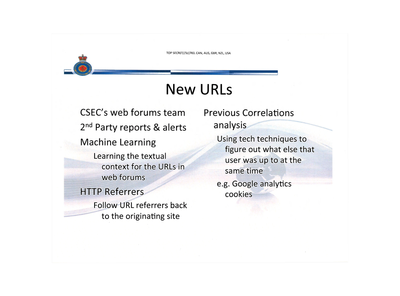 TOP SECRET//SI//REL CAN, AUS, GBR, NZL, USA
New URLs
CSEC's web forums team
2nd Party reports & alerts
Machine Learning
Learning the textual
context for the URLs in
web forums
HTTP Referrers
Follow URL referrers back
to the originating site
Previous Correlations
analysis
Using tech techniques to
figure out what else that
user was up to at the
same time
e.g. Google analytics
cookies